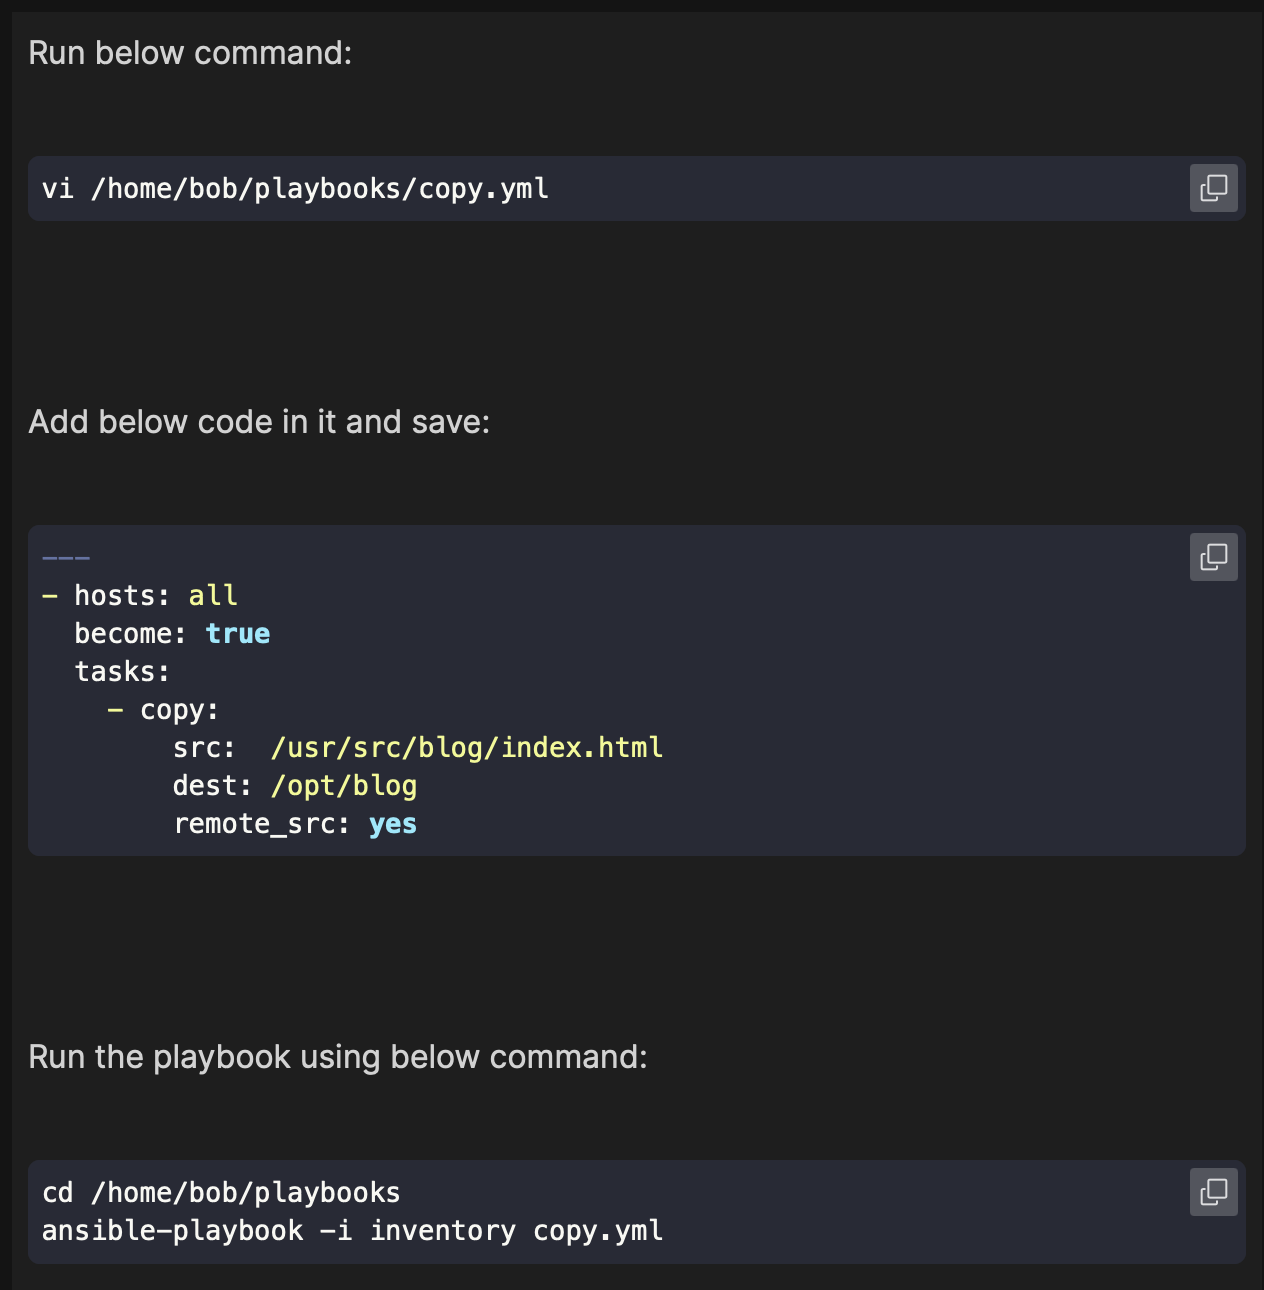 Run below command:
vi /home/bob/playbooks/copy.yml
Add below code in it and save:
---
- hosts: all
  become: true
  tasks:
    - copy:
        src:  /usr/src/blog/index.html
        dest: /opt/blog
        remote_src: yes
Run the playbook using below command:
cd /home/bob/playbooks
ansible-playbook -i inventory copy.yml